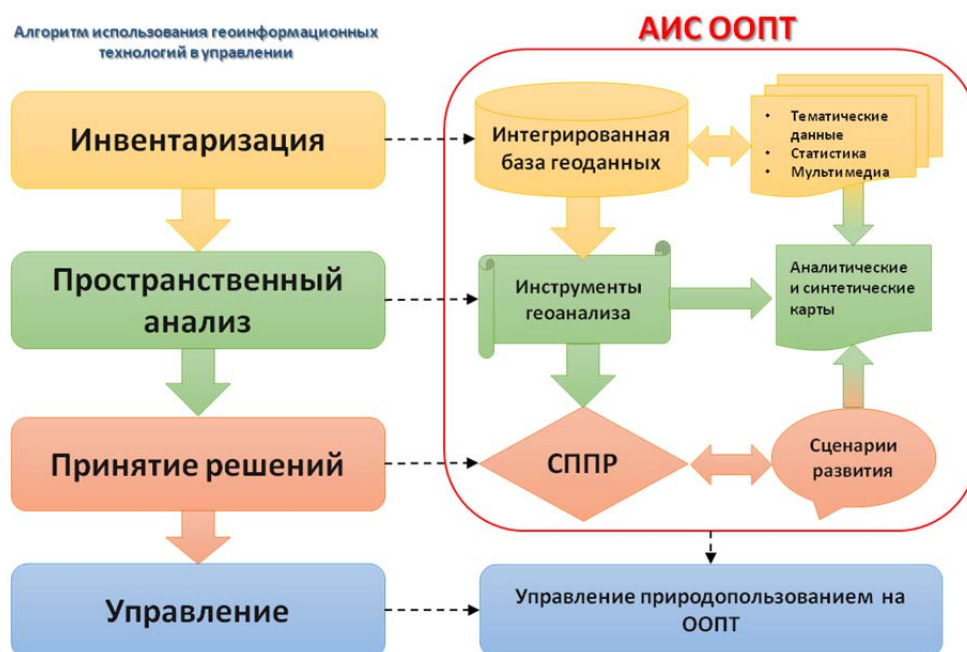 Алгоритм использования геоинформационных
технологий в управлении
АИС ООПТ
Инвентаризация
Интегрированная
база геоданных
• Тематические
данные
• Статистика
• Мультимедиа
Пространственный
анализ
Инструменты
геоанализа
Аналитические
и синтетические
карты
Принятие решений
СППР
Сценарии
развития
Управление
Управление природопользованием на
ООПТ